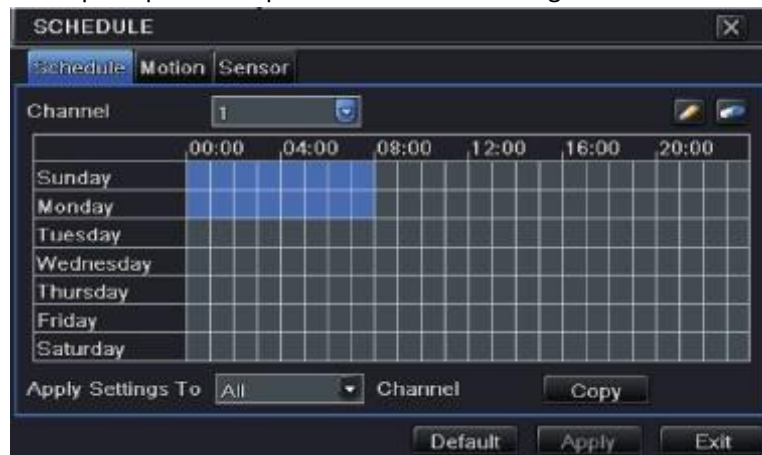 SCHEDULE
Schedule Motion Sensor
Channel 1
00:00 04:00 08:00 12:00 16:00 20:00
Sunday
Monday
Tuesday
Wednesday
Thursday
Friday
Saturday
Apply Settings To All Channel Copy
Default Apply Exit